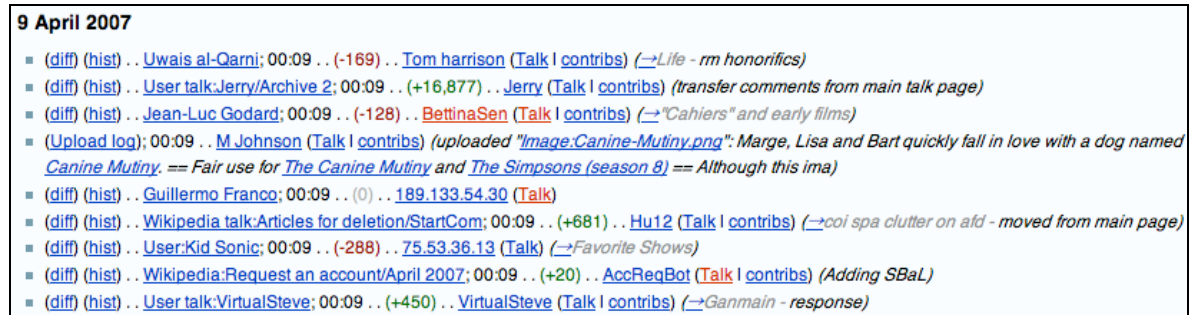 9 April 2007
(diff) (hist) . . Uwais al-Qarni; 00:09 . . (-169) . . Tom harrison (Talk | contribs) (→Life - rm honorifics)
(diff) (hist) . . User talk:Jerry/Archive 2; 00:09 . . (+16,877) . . Jerry (Talk | contribs) (transfer comments from main talk page)
(diff) (hist) . . Jean-Luc Godard; 00:09 . . (-128) . . BettinaSen (Talk | contribs) (→"Cahiers" and early films)
(Upload log); 00:09 . . M Johnson (Talk | contribs) (uploaded "Image:Canine-Mutiny.png": Marge, Lisa and Bart quickly fall in love with a dog named
Canine Mutiny. == Fair use for The Canine Mutiny and The Simpsons (season 8) == Although this ima)
(diff) (hist) . . Guillermo Franco; 00:09 . . (0) . . 189.133.54.30 (Talk)
(diff) (hist) . . Wikipedia talk:Articles for deletion/StartCom; 00:09 . . (+681) . . Hu12 (Talk | contribs) (→coi spa clutter on afd - moved from main page)
(diff) (hist) . . User:Kid Sonic; 00:09 . . (-288) . . 75.53.36.13 (Talk) (→Favorite Shows)
(diff) (hist) . . Wikipedia:Request an account/April 2007; 00:09 . . (+20) . . AccReqBot (Talk | contribs) (Adding SBaL)
(diff) (hist) . . User talk:VirtualSteve; 00:09 . . (+450) . . VirtualSteve (Talk | contribs) (→Ganmain - response)